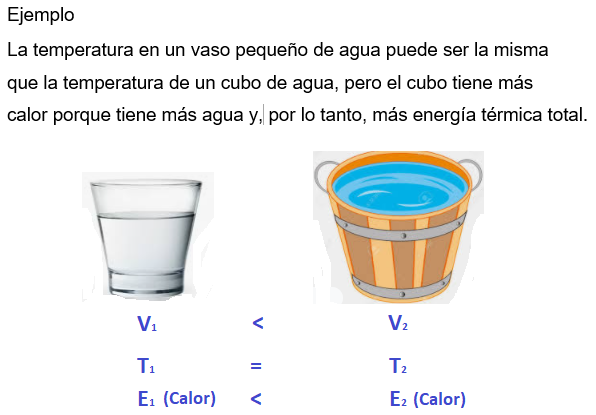 Ejemplo
La temperatura en un vaso pequeño de agua puede ser la misma
que la temperatura de un cubo de agua, pero el cubo tiene más
calor porque tiene más agua y, por lo tanto, más energía térmica total.
V₁ < V₂
T₁ = T₂
E₁ (Calor) < E₂ (Calor)